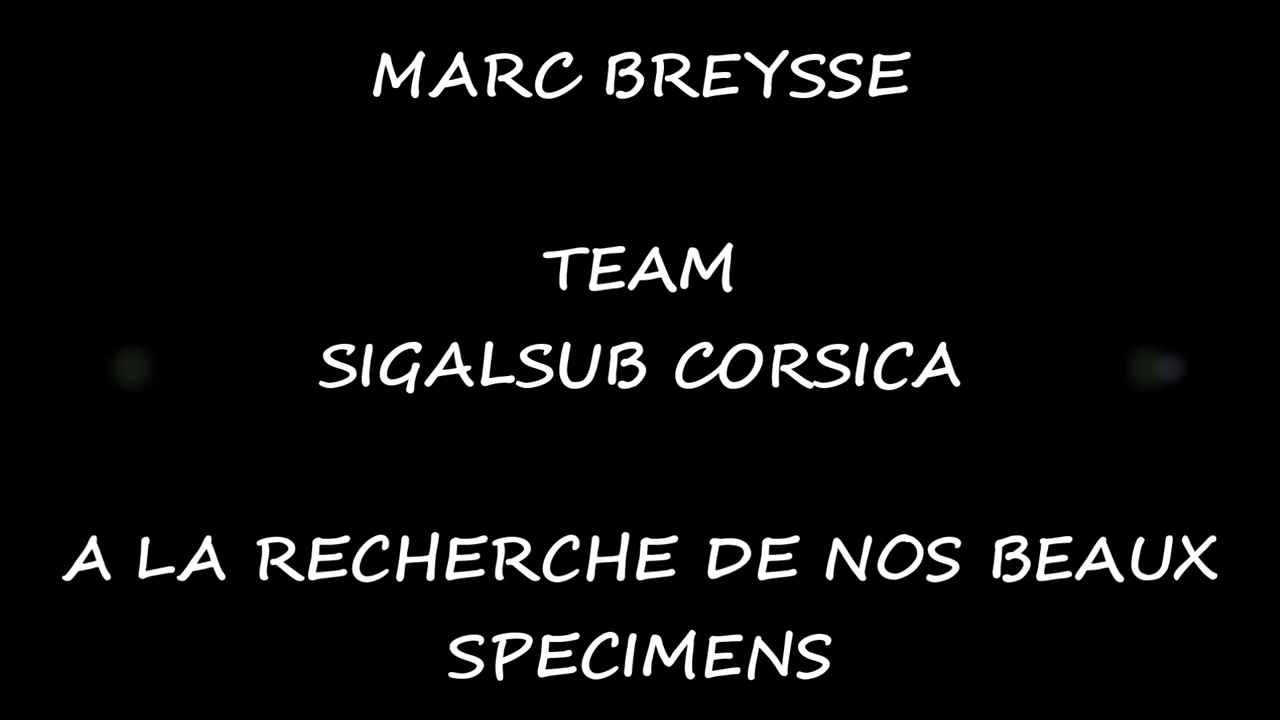 MARC BREYSSE
TEAM
SIGALSUB CORSICA
A LA RECHERCHE DE NOS BEAUX
SPECIMENS